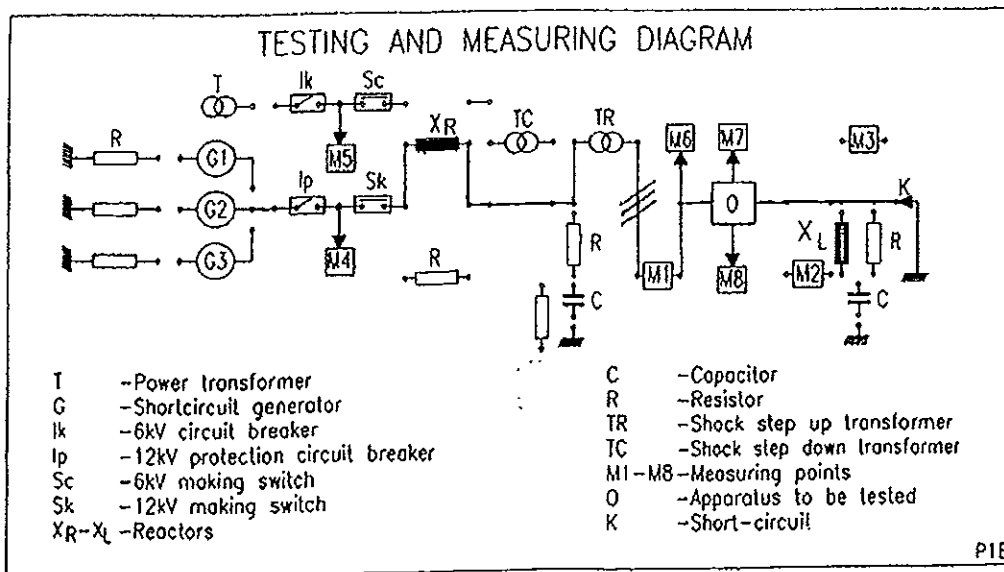 TESTING AND MEASURING DIAGRAM
T Ik Sc
M5
XR TC TR M6 M7 M3
R G1
G2 Ip Sk
M4
G3
R
R
M1
O
M8
K
XL R
M2
C
C
T -Power transformer
G -Shortcircuit generator
Ik -6kV circuit breaker
Ip -12kV protection circuit breaker
Sc -6kV making switch
Sk -12kV making switch
XR-XL -Reactors
C -Capacitor
R -Resistor
TR -Shock step up transformer
TC -Shock step down transformer
M1-M8-Measuring points
O -Apparatus to be tested
K -Short-circuit